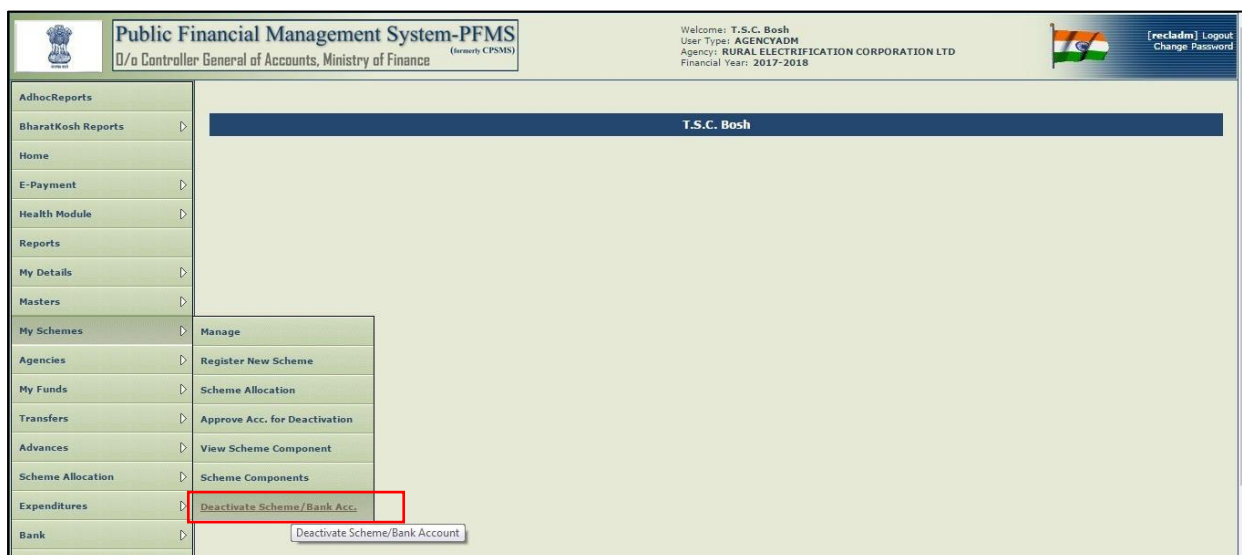 Public Financial Management System-PFMS
(formerly CPSMS)
O/o Controller General of Accounts, Ministry of Finance
Welcome: T.S.C. Bosh
User Type: AGENCYADM
Agency: RURAL ELECTRIFICATION CORPORATION LTD
Financial Year: 2017-2018
[recladm] Logout
Change Password
AdhocReports
BharatKosh Reports
Home
E-Payment
Health Module
Reports
My Details
Masters
My Schemes
Agencies
My Funds
Transfers
Advances
Scheme Allocation
Expenditures
Bank
T.S.C. Bosh
Manage
Register New Scheme
Scheme Allocation
Approve Acc. for Deactivation
View Scheme Component
Scheme Components
Deactivate Scheme/Bank Acc.
Deactivate Scheme/Bank Account